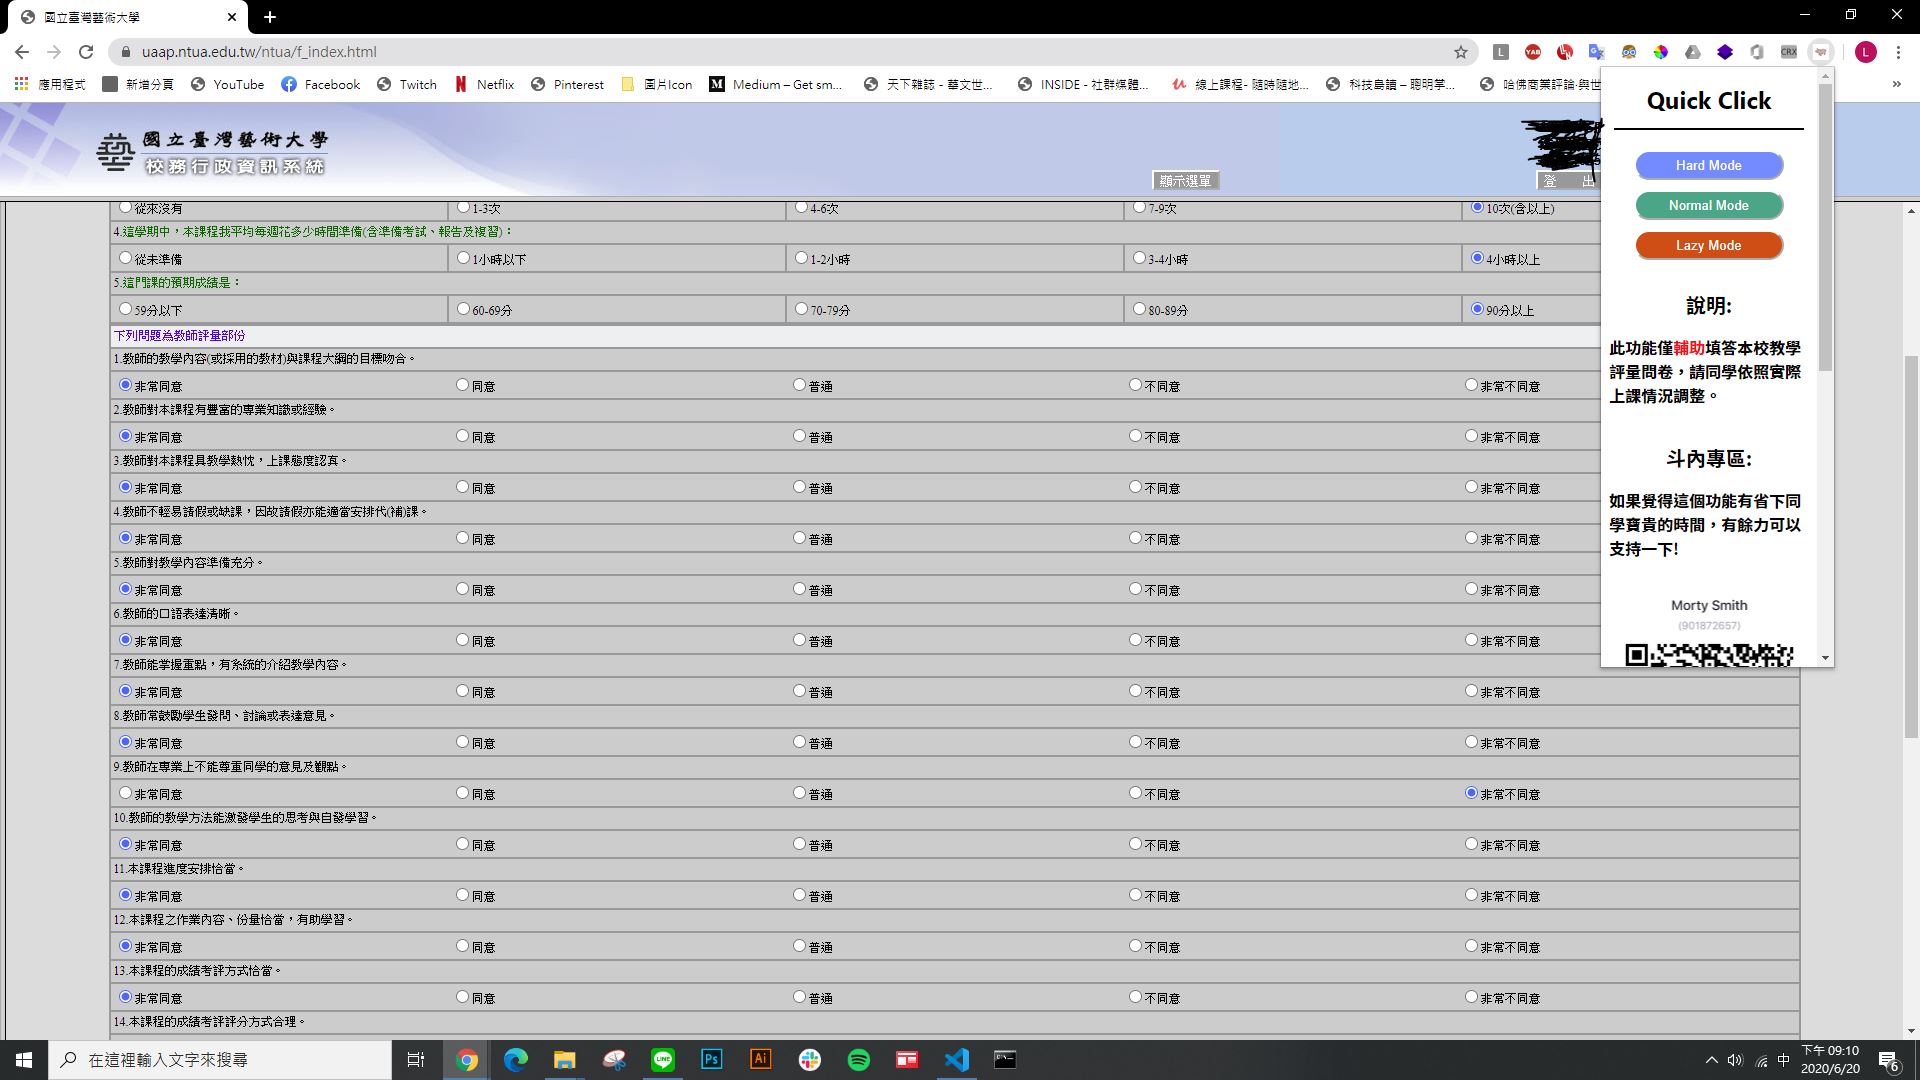 國立臺灣藝術大學
uaap.ntua.edu.tw/ntua/f_index.html
應用程式
新增分頁
YouTube
Facebook
Twitch
Netflix
Pinterest
圖片Icon
Medium – Get sm...
天下雜誌 - 華文世...
INSIDE - 社群媒體...
線上課程- 隨時隨地...
科技島讀 – 聰明掌...
哈佛商業評論·與世
L
YAB
CRX
L
國立臺灣藝術大學
校務行政資訊系統
顯示選單
登 出
從來沒有 1-3次 4-6次 7-9次 10次(含以上)
4.這學期中，本課程我平均每週花多少時間準備(含準備考試、報告及複習)：
從未準備 1小時以下 1-2小時 3-4小時 4小時以上
5.這門課的預期成績是：
59分以下 60-69分 70-79分 80-89分 90分以上
下列問題為教師評量部份
1.教師的教學內容(或採用的教材)與課程大綱的目標吻合。
非常同意 同意 普通 不同意 非常不同意
2.教師對本課程有豐富的專業知識或經驗。
非常同意 同意 普通 不同意 非常不同意
3.教師對本課程具教學熱忱，上課態度認真。
非常同意 同意 普通 不同意 非常不同意
4.教師不輕易請假或缺課，因故請假亦能適當安排代(補)課。
非常同意 同意 普通 不同意 非常不同意
5.教師對教學內容準備充分。
非常同意 同意 普通 不同意 非常不同意
6.教師的口語表達清晰。
非常同意 同意 普通 不同意 非常不同意
7.教師能掌握重點，有系統的介紹教學內容。
非常同意 同意 普通 不同意 非常不同意
8.教師常鼓勵學生發問、討論或表達意見。
非常同意 同意 普通 不同意 非常不同意
9.教師在專業上不能尊重同學的意見及觀點。
非常同意 同意 普通 不同意 非常不同意
10.教師的教學方法能激發學生的思考與自發學習。
非常同意 同意 普通 不同意 非常不同意
11.本課程進度安排恰當。
非常同意 同意 普通 不同意 非常不同意
12.本課程之作業內容、份量恰當，有助學習。
非常同意 同意 普通 不同意 非常不同意
13.本課程的成績考評方式恰當。
非常同意 同意 普通 不同意 非常不同意
14.本課程的成績考評評分方式合理。
Quick Click
Hard Mode
Normal Mode
Lazy Mode
說明:
此功能僅輔助填答本校教學
評量問卷，請同學依照實際
上課情況調整。
斗內專區:
如果覺得這個功能有省下同
學寶貴的時間，有餘力可以
支持一下!
Morty Smith
(901872657)
在這裡輸入文字來搜尋
LINE
Ps
Ai
中
下午 09:10
2020/6/20
6